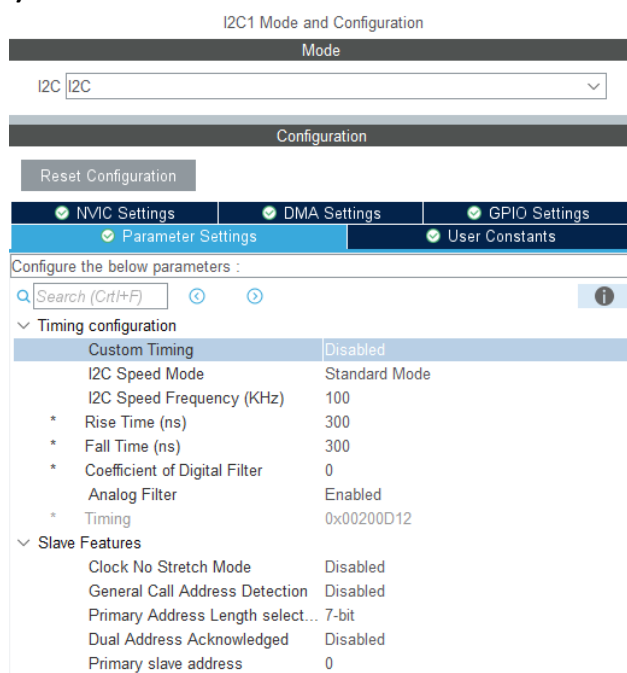 I2C1 Mode and Configuration
Mode
I2C I2C
Configuration
Reset Configuration
NVIC Settings DMA Settings GPIO Settings
Parameter Settings User Constants
Configure the below parameters :
Search (Crtl+F)
Timing configuration
Custom Timing Disabled
I2C Speed Mode Standard Mode
I2C Speed Frequency (KHz) 100
* Rise Time (ns) 300
* Fall Time (ns) 300
* Coefficient of Digital Filter 0
Analog Filter Enabled
* Timing 0x00200D12
Slave Features
Clock No Stretch Mode Disabled
General Call Address Detection Disabled
Primary Address Length select... 7-bit
Dual Address Acknowledged Disabled
Primary slave address 0